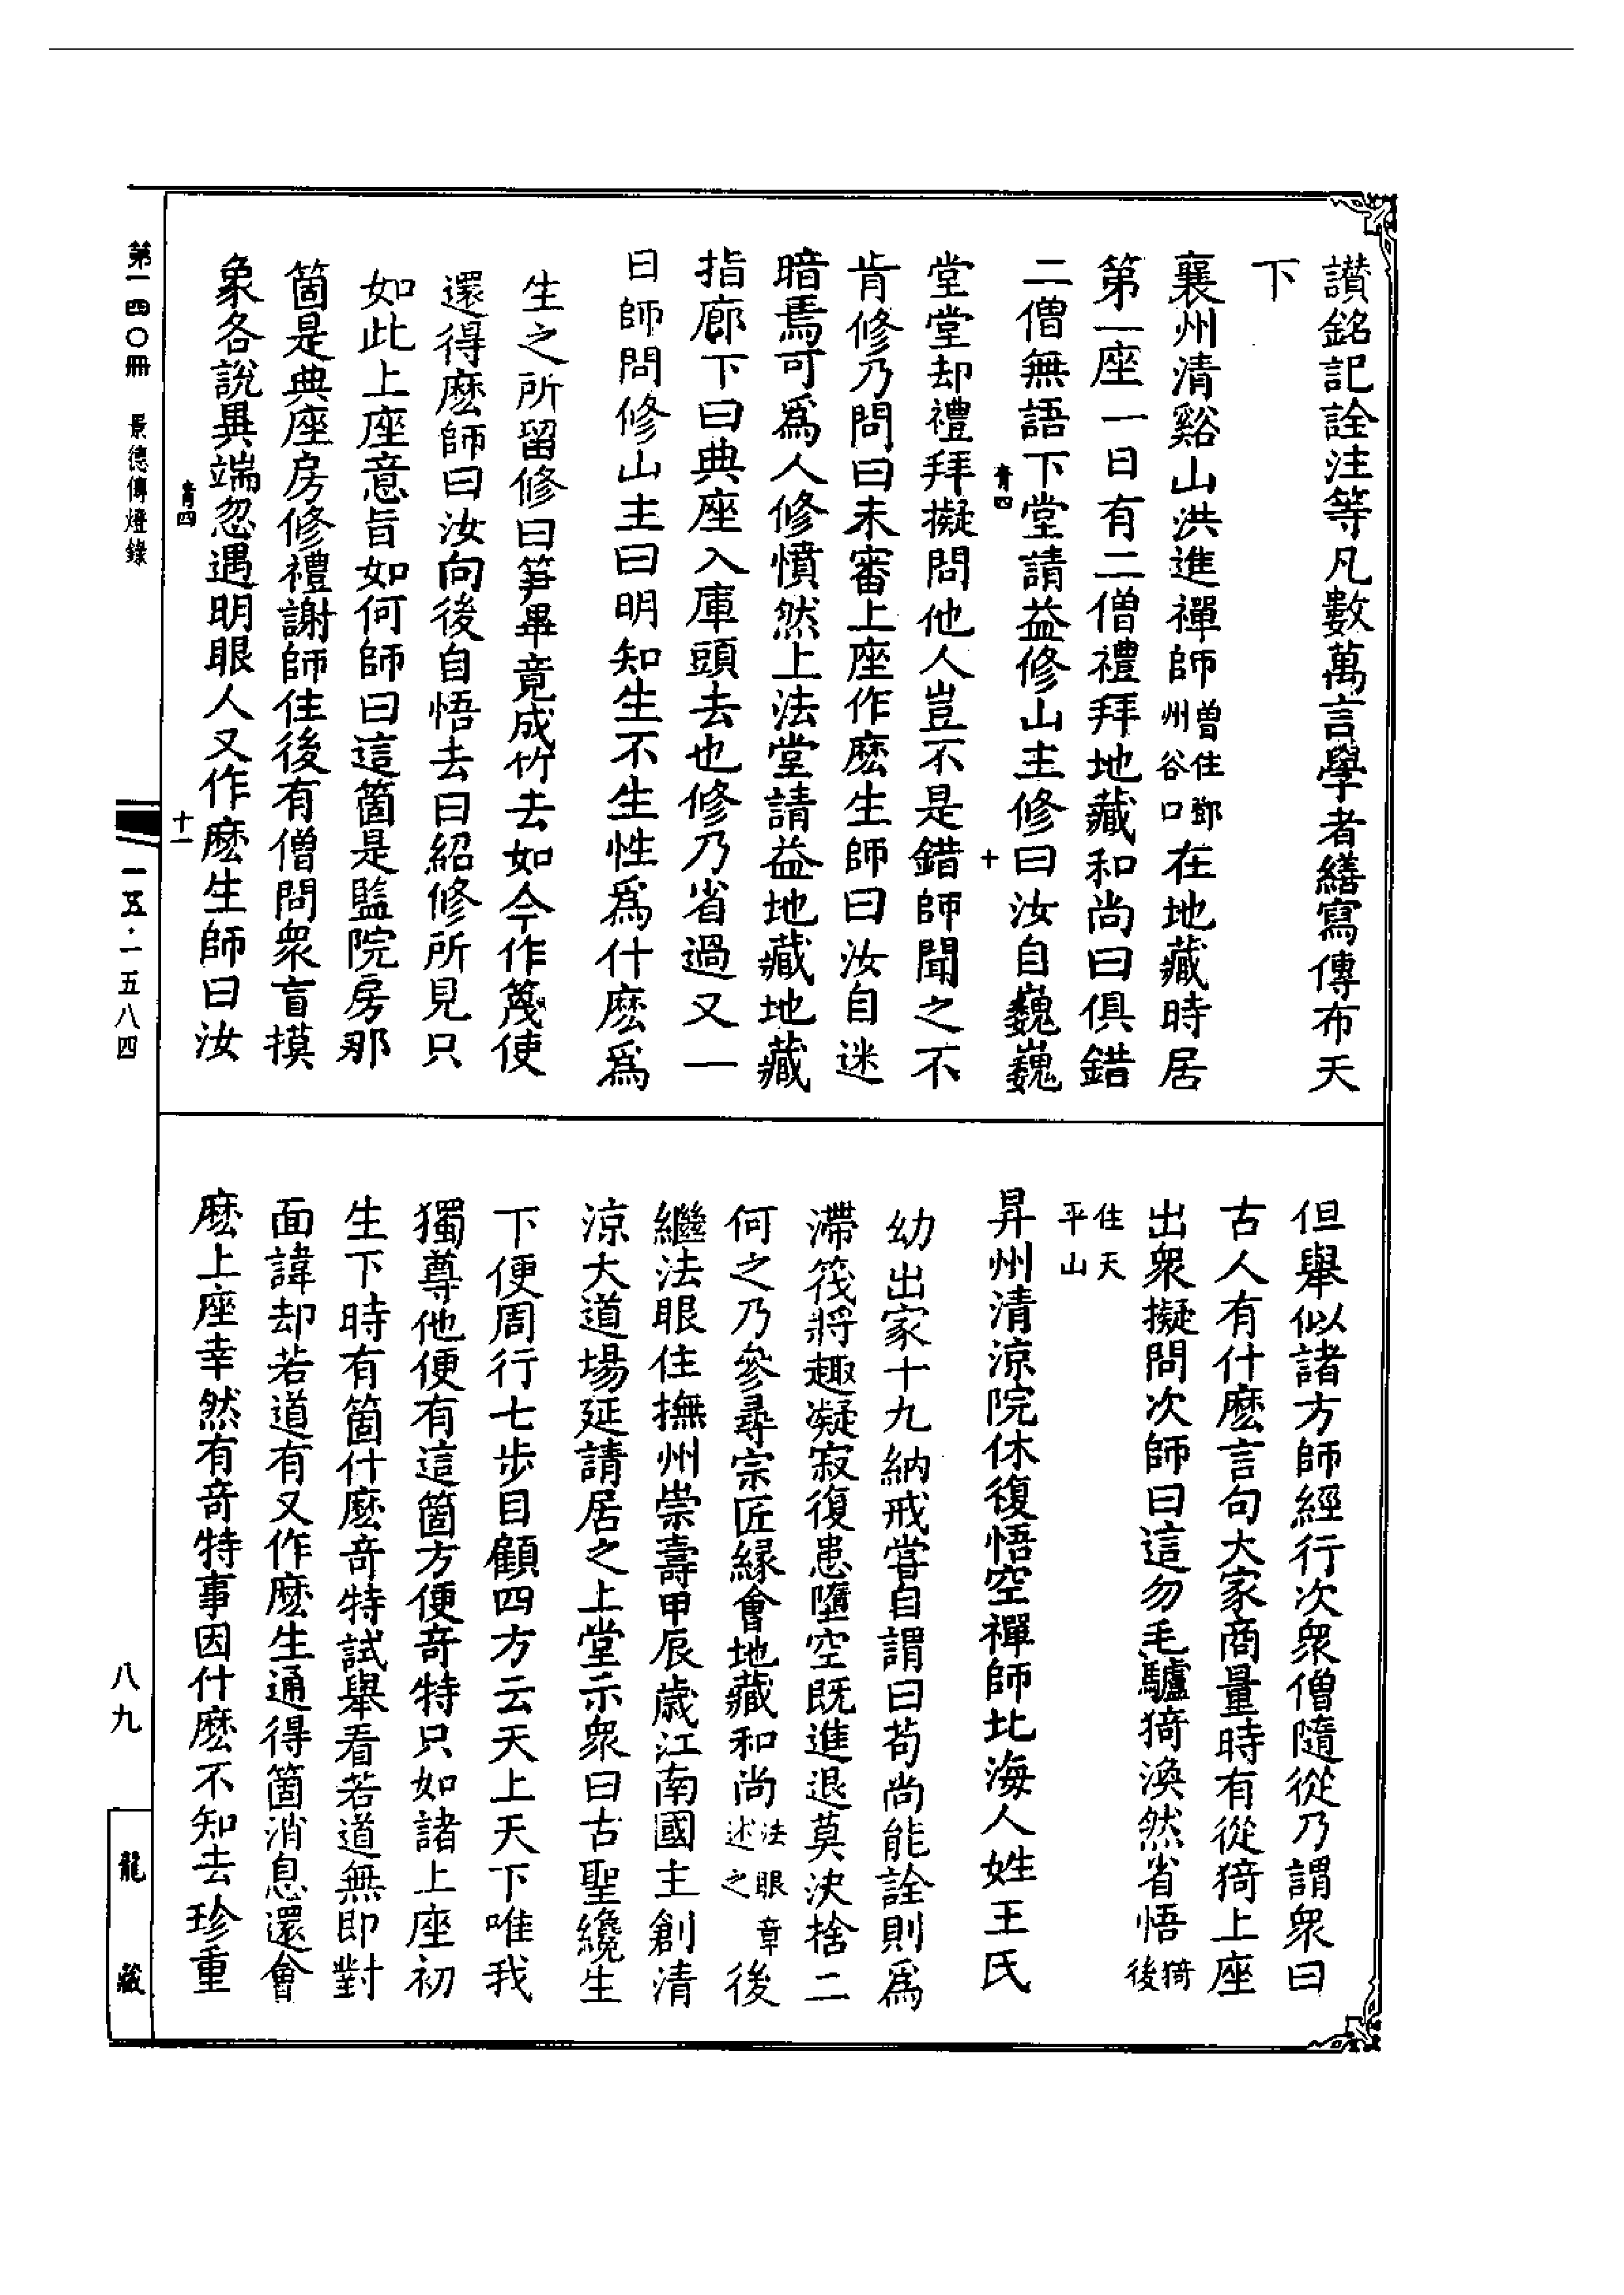 讃銘記詮注等凡數萬言學者繕寫傳布天
下
襄州清谿山洪進禪師曾住鄧州谷口在地藏時居
第一座一日有二僧禮拜地藏和尚曰俱錯
二僧無語下堂請益修山主修曰汝自巍巍
青四
十
堂堂却禮拜擬問他人豈不是錯師聞之不
肯修乃問曰未審上座作麽生師曰汝自迷
暗焉可爲人修憤然上法堂請益地藏地藏
指廊下曰典座入庫頭去也修乃省過又一
日師問修山主曰明知生不生性爲什麽爲
生之所留修曰笋畢竟成竹去如今作篾使
還得麽師曰汝向後自悟去曰紹修所見只
如此上座意旨如何師曰這箇是監院房那
箇是典座房修禮謝師住後有僧問衆盲摸
象各說異端忽遇明眼人又作麽生師曰汝
青四
十一
但舉似諸方師經行次衆僧隨從乃謂衆曰
古人有什麽言句大家商量時有從猗上座
出衆擬問次師曰這勿毛驢猗渙然省悟猗後
住天平山
昇州清涼院休復悟空禪師北海人姓王氏
幼出家十九納戒嘗自謂曰苟尚能詮則爲
滯筏將趣凝寂復患墮空既進退莫決捨二
何之乃參尋宗匠緣會地藏和尚法眼章述之後
繼法眼住撫州崇壽甲辰歲江南國主創清
涼大道場延請居之上堂示衆曰古聖纔生
下便周行七步目顧四方云天上天下唯我
獨尊他便有這箇方便奇特只如諸上座初
生下時有箇什麽奇特試舉看若道無即對
面諱却若道有又作麽生通得箇消息還會
麽上座幸然有奇特事因什麽不知去珍重
第一四〇冊 景德傳燈錄
一五·一五八四
八九
龍藏